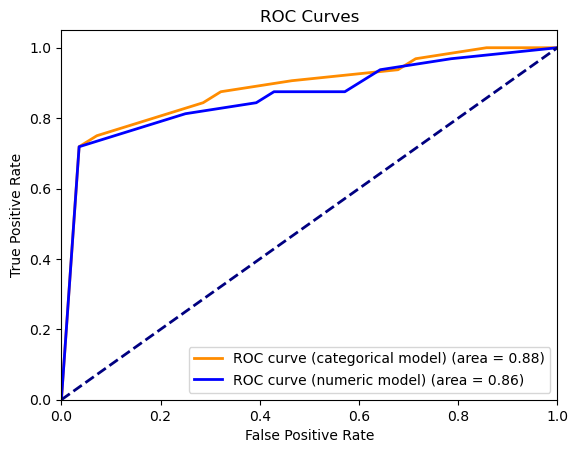 ROC Curves
True Positive Rate
1.0
0.8
0.6
0.4
0.2
0.0
ROC curve (categorical model) (area = 0.88)
ROC curve (numeric model) (area = 0.86)
0.0 0.2 0.4 0.6 0.8 1.0
False Positive Rate